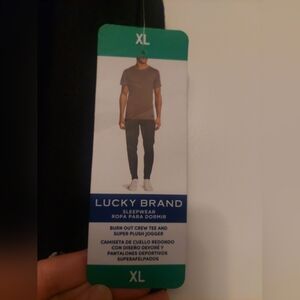 XL
LUCKY BRAND
SLEEPWEAR
ROPA PARA DORMIR
BURN OUT CREW TEE AND
SUPER PLUSH JOGGER
CAMISETA DE CUELLO REDONDO
CON DISEÑO DEVORÉ Y
PANTALONES DEPORTIVOS
SUPERAFELPADOS
XL